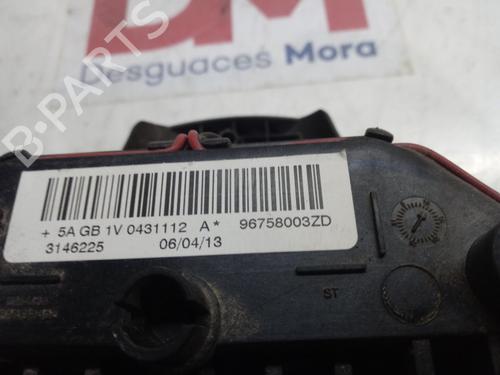 DM
Desguaces Mora
B-PARTS
+ 5A GB 1V 0431112 A* 96758003ZD
3146225 06/04/13
ST